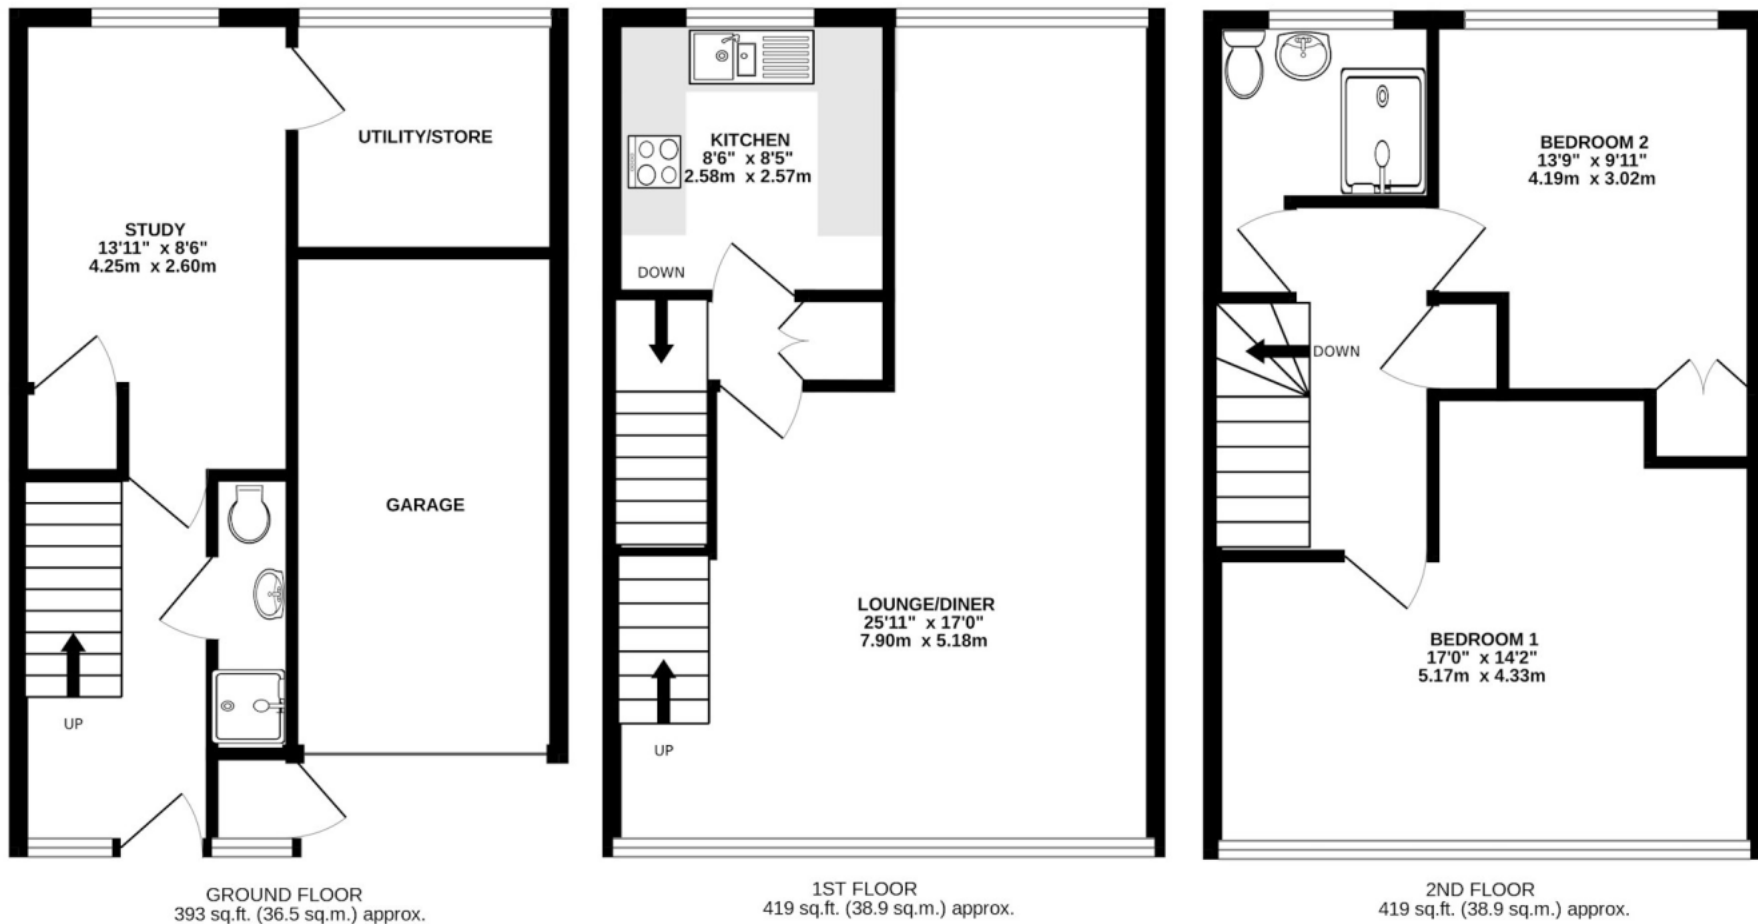 UTILITY/STORE
STUDY
13'11" x 8'6"
4.25m x 2.60m
GARAGE
UP
GROUND FLOOR
393 sq.ft. (36.5 sq.m.) approx.
KITCHEN
8'6" x 8'5"
2.58m x 2.57m
DOWN
LOUNGE/DINER
25'11" x 17'0"
7.90m x 5.18m
UP
1ST FLOOR
419 sq.ft. (38.9 sq.m.) approx.
BEDROOM 2
13'9" x 9'11"
4.19m x 3.02m
DOWN
BEDROOM 1
17'0" x 14'2"
5.17m x 4.33m
2ND FLOOR
419 sq.ft. (38.9 sq.m.) approx.